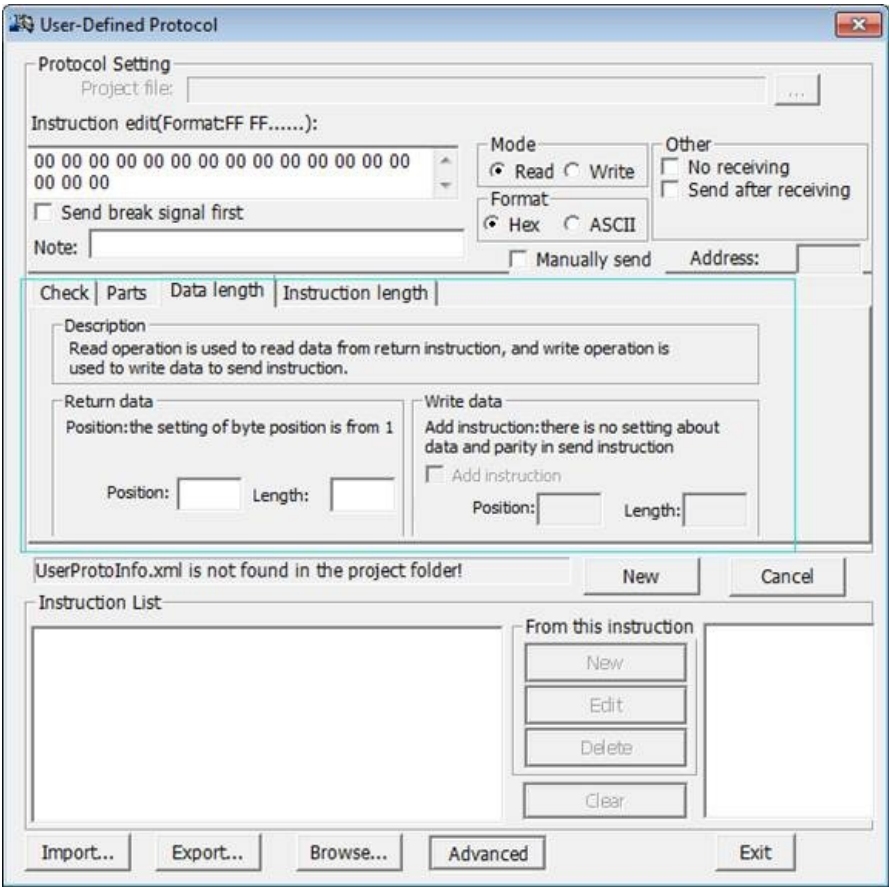 User-Defined Protocol
Protocol Setting
Project file:
...
Instruction edit(Format:FF FF......):
00 00 00 00 00 00 00 00 00 00 00 00 00 00
00 00 00
Send break signal first
Note:
Mode
Read Write
Format
Hex ASCII
Other
No receiving
Send after receiving
Manually send Address:
Check Parts Data length Instruction length
Description
Read operation is used to read data from return instruction, and write operation is
used to write data to send instruction.
Return data
Position:the setting of byte position is from 1
Position: Length:
Write data
Add instruction:there is no setting about
data and parity in send instruction
Add instruction
Position: Length:
UserProtoInfo.xml is not found in the project folder!
New Cancel
Instruction List
From this instruction
New
Edit
Delete
Clear
Import... Export... Browse... Advanced Exit